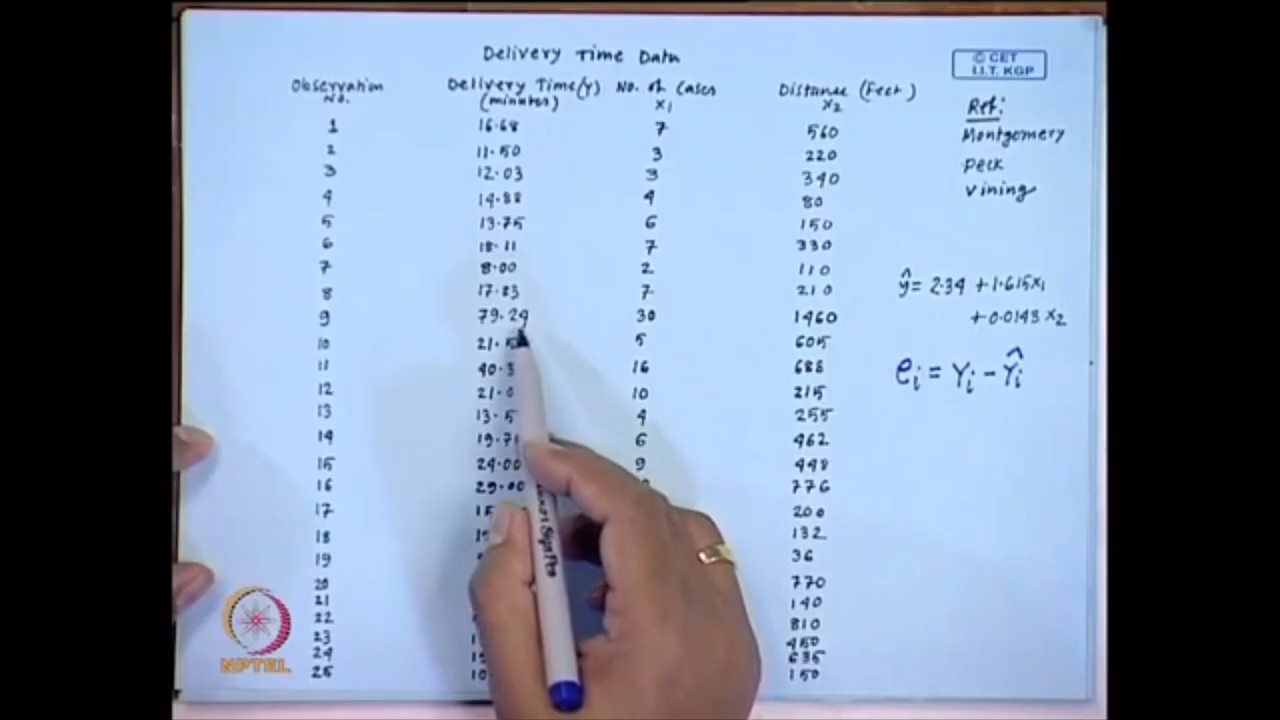 Delivery Time Data
© CET
I.I.T. KGP
Observation No.
Delivery Time(Y) (minutes)
No. of Cases X1
Distance (Feet) X2
1 16.68 7 560
2 11.50 3 220
3 12.03 3 340
4 14.88 4 80
5 13.75 6 150
6 18.11 7 330
7 8.00 2 110
8 17.83 7 210
9 79.24 30 1460
10 5 605
11 16 688
12 10 215
13 4 255
14 6 462
15 24.00 9 448
16 29.00 776
17 200
18 132
19 36
20 770
21 140
22 810
23 450
24 635
25 150
Ref:
Montgomery
Peck
Vining
ŷ = 2.34 + 1.615x1
+ 0.0143 x2
ei = Yi - Ŷi
NPTEL